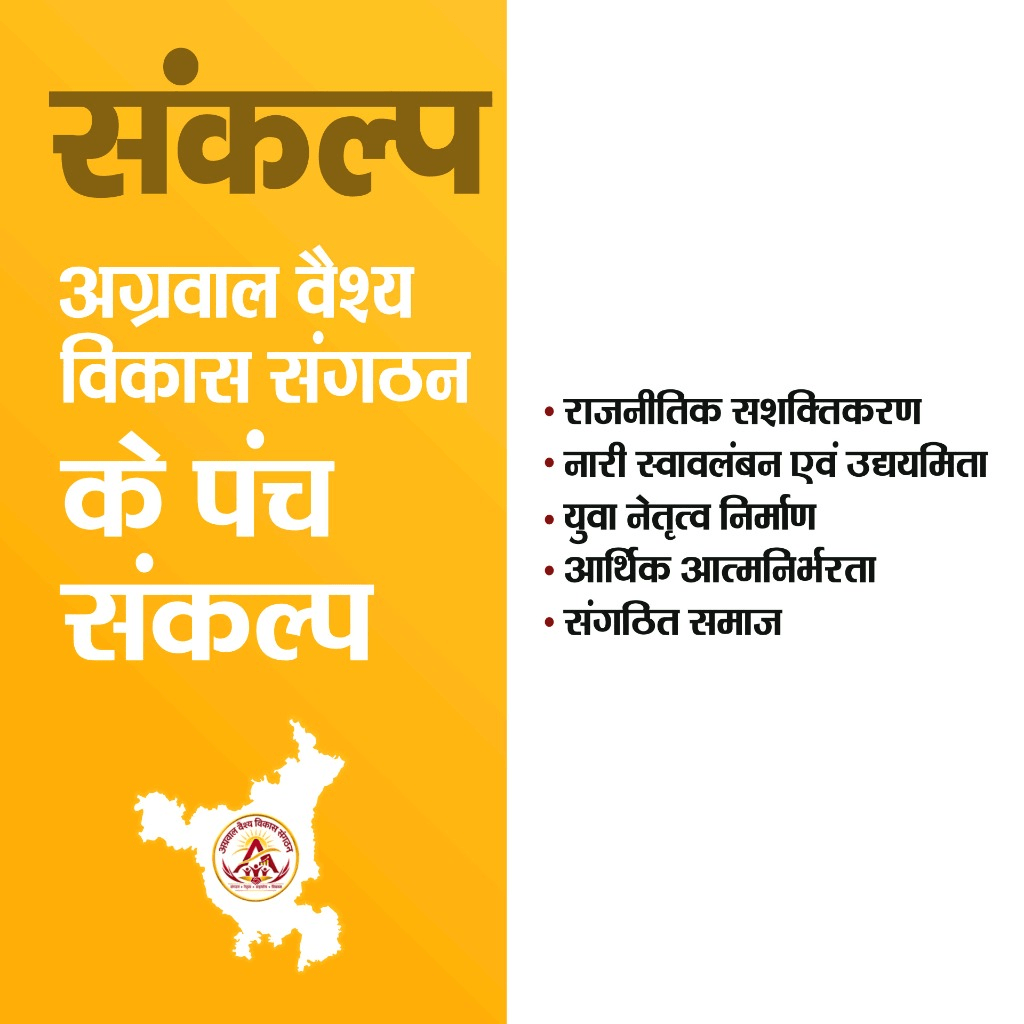 संकल्प
अग्रवाल वैश्य
विकास संगठन
के पंच
संकल्प
• राजनीतिक सशक्तिकरण
• नारी स्वावलंबन एवं उद्ययमिता
• युवा नेतृत्व निर्माण
• आर्थिक आत्मनिर्भरता
• संगठित समाज
अग्रवाल वैश्य विकास संगठन